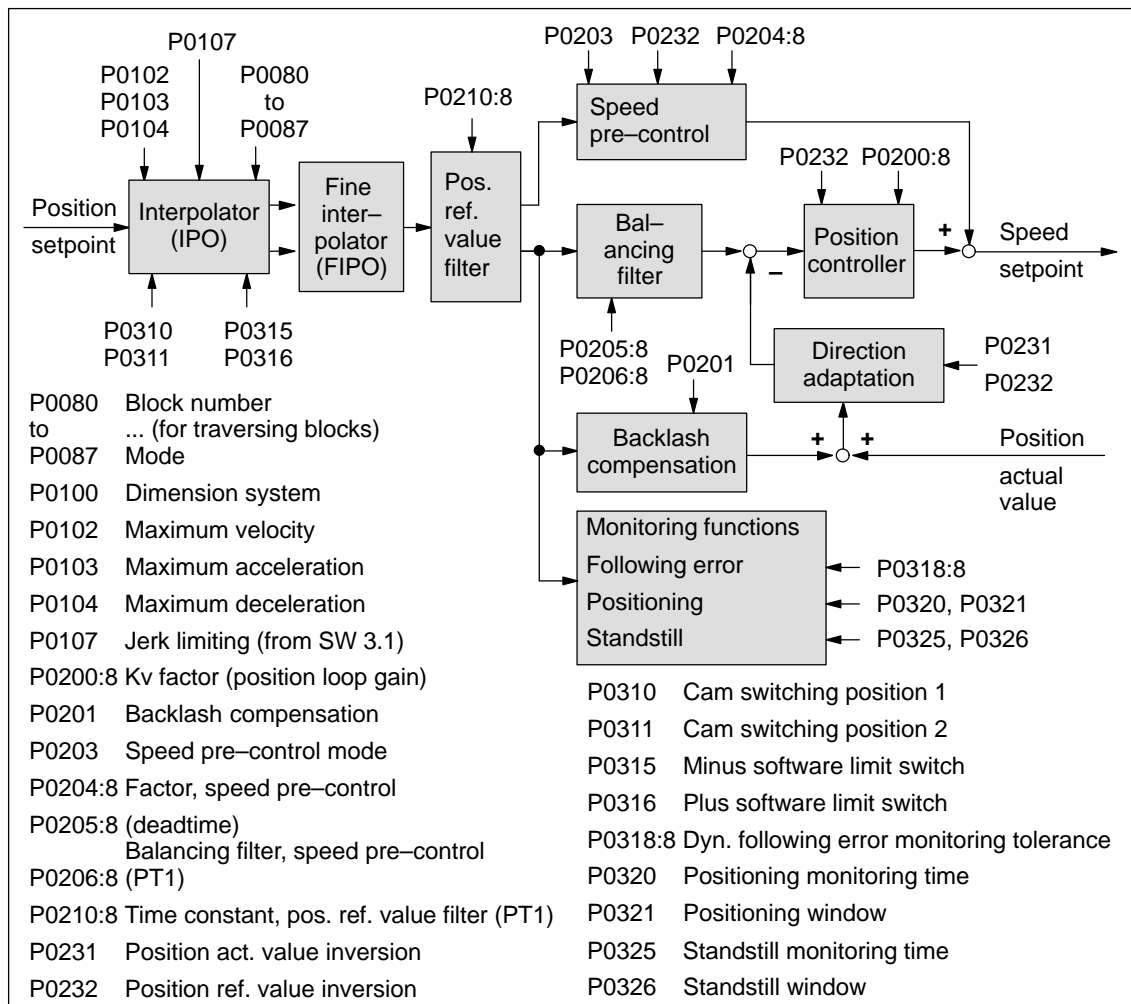 P0107
P0203
P0232
P0204:8
P0102
P0103
P0104
P0080
to
P0087
P0210:8
Speed
pre–control
P0232
P0200:8
Position
setpoint
Interpolator
(IPO)
Fine
inter–
polator
(FIPO)
Pos.
ref.
value
filter
Bal–
ancing
filter
–
Position
controller
+
Speed
setpoint
P0310
P0311
P0315
P0316
P0205:8
P0206:8
P0201
Direction
adaptation
P0231
P0232
Backlash
compensation
+
+
Position
actual
value
Monitoring functions
Following error
Positioning
Standstill
P0318:8
P0320, P0321
P0325, P0326
P0080 Block number
to ... (for traversing blocks)
P0087 Mode
P0100 Dimension system
P0102 Maximum velocity
P0103 Maximum acceleration
P0104 Maximum deceleration
P0107 Jerk limiting (from SW 3.1)
P0200:8 Kv factor (position loop gain)
P0201 Backlash compensation
P0203 Speed pre–control mode
P0204:8 Factor, speed pre–control
P0205:8 (deadtime)
Balancing filter, speed pre–control
P0206:8 (PT1)
P0210:8 Time constant, pos. ref. value filter (PT1)
P0231 Position act. value inversion
P0232 Position ref. value inversion
P0310 Cam switching position 1
P0311 Cam switching position 2
P0315 Minus software limit switch
P0316 Plus software limit switch
P0318:8 Dyn. following error monitoring tolerance
P0320 Positioning monitoring time
P0321 Positioning window
P0325 Standstill monitoring time
P0326 Standstill window